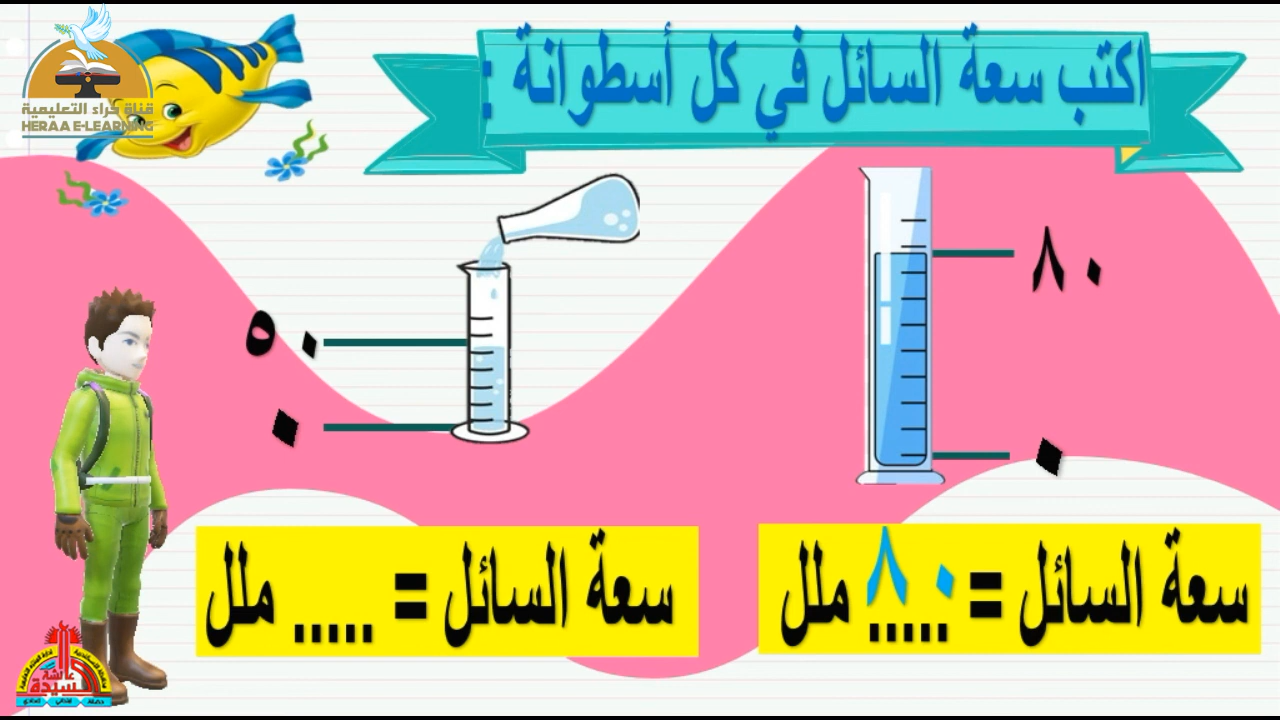 اكتب سعة السائل في كل أسطوانة :
قناة حراء التعليمية
HERAA E-LEARNING
٨٠
٠
٥٠
٠
سعة السائل = ٨٠ ..... ملل
سعة السائل = ..... ملل